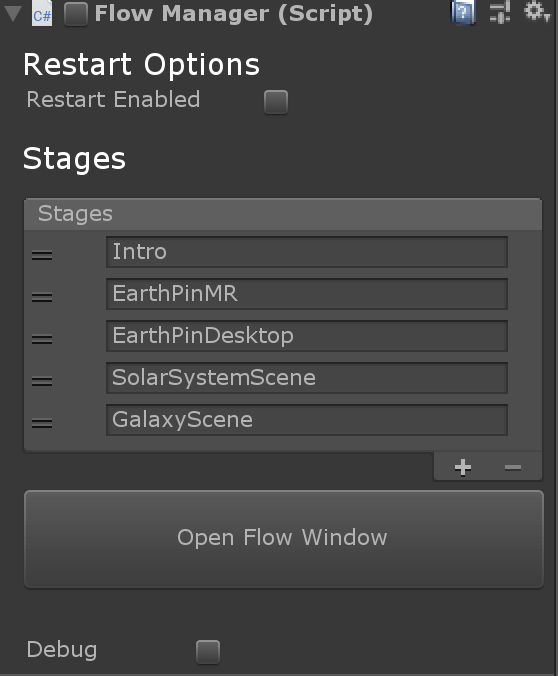 C# Flow Manager (Script)
Restart Options
Restart Enabled
Stages
Stages
Intro
EarthPinMR
EarthPinDesktop
SolarSystemScene
GalaxyScene
Open Flow Window
Debug